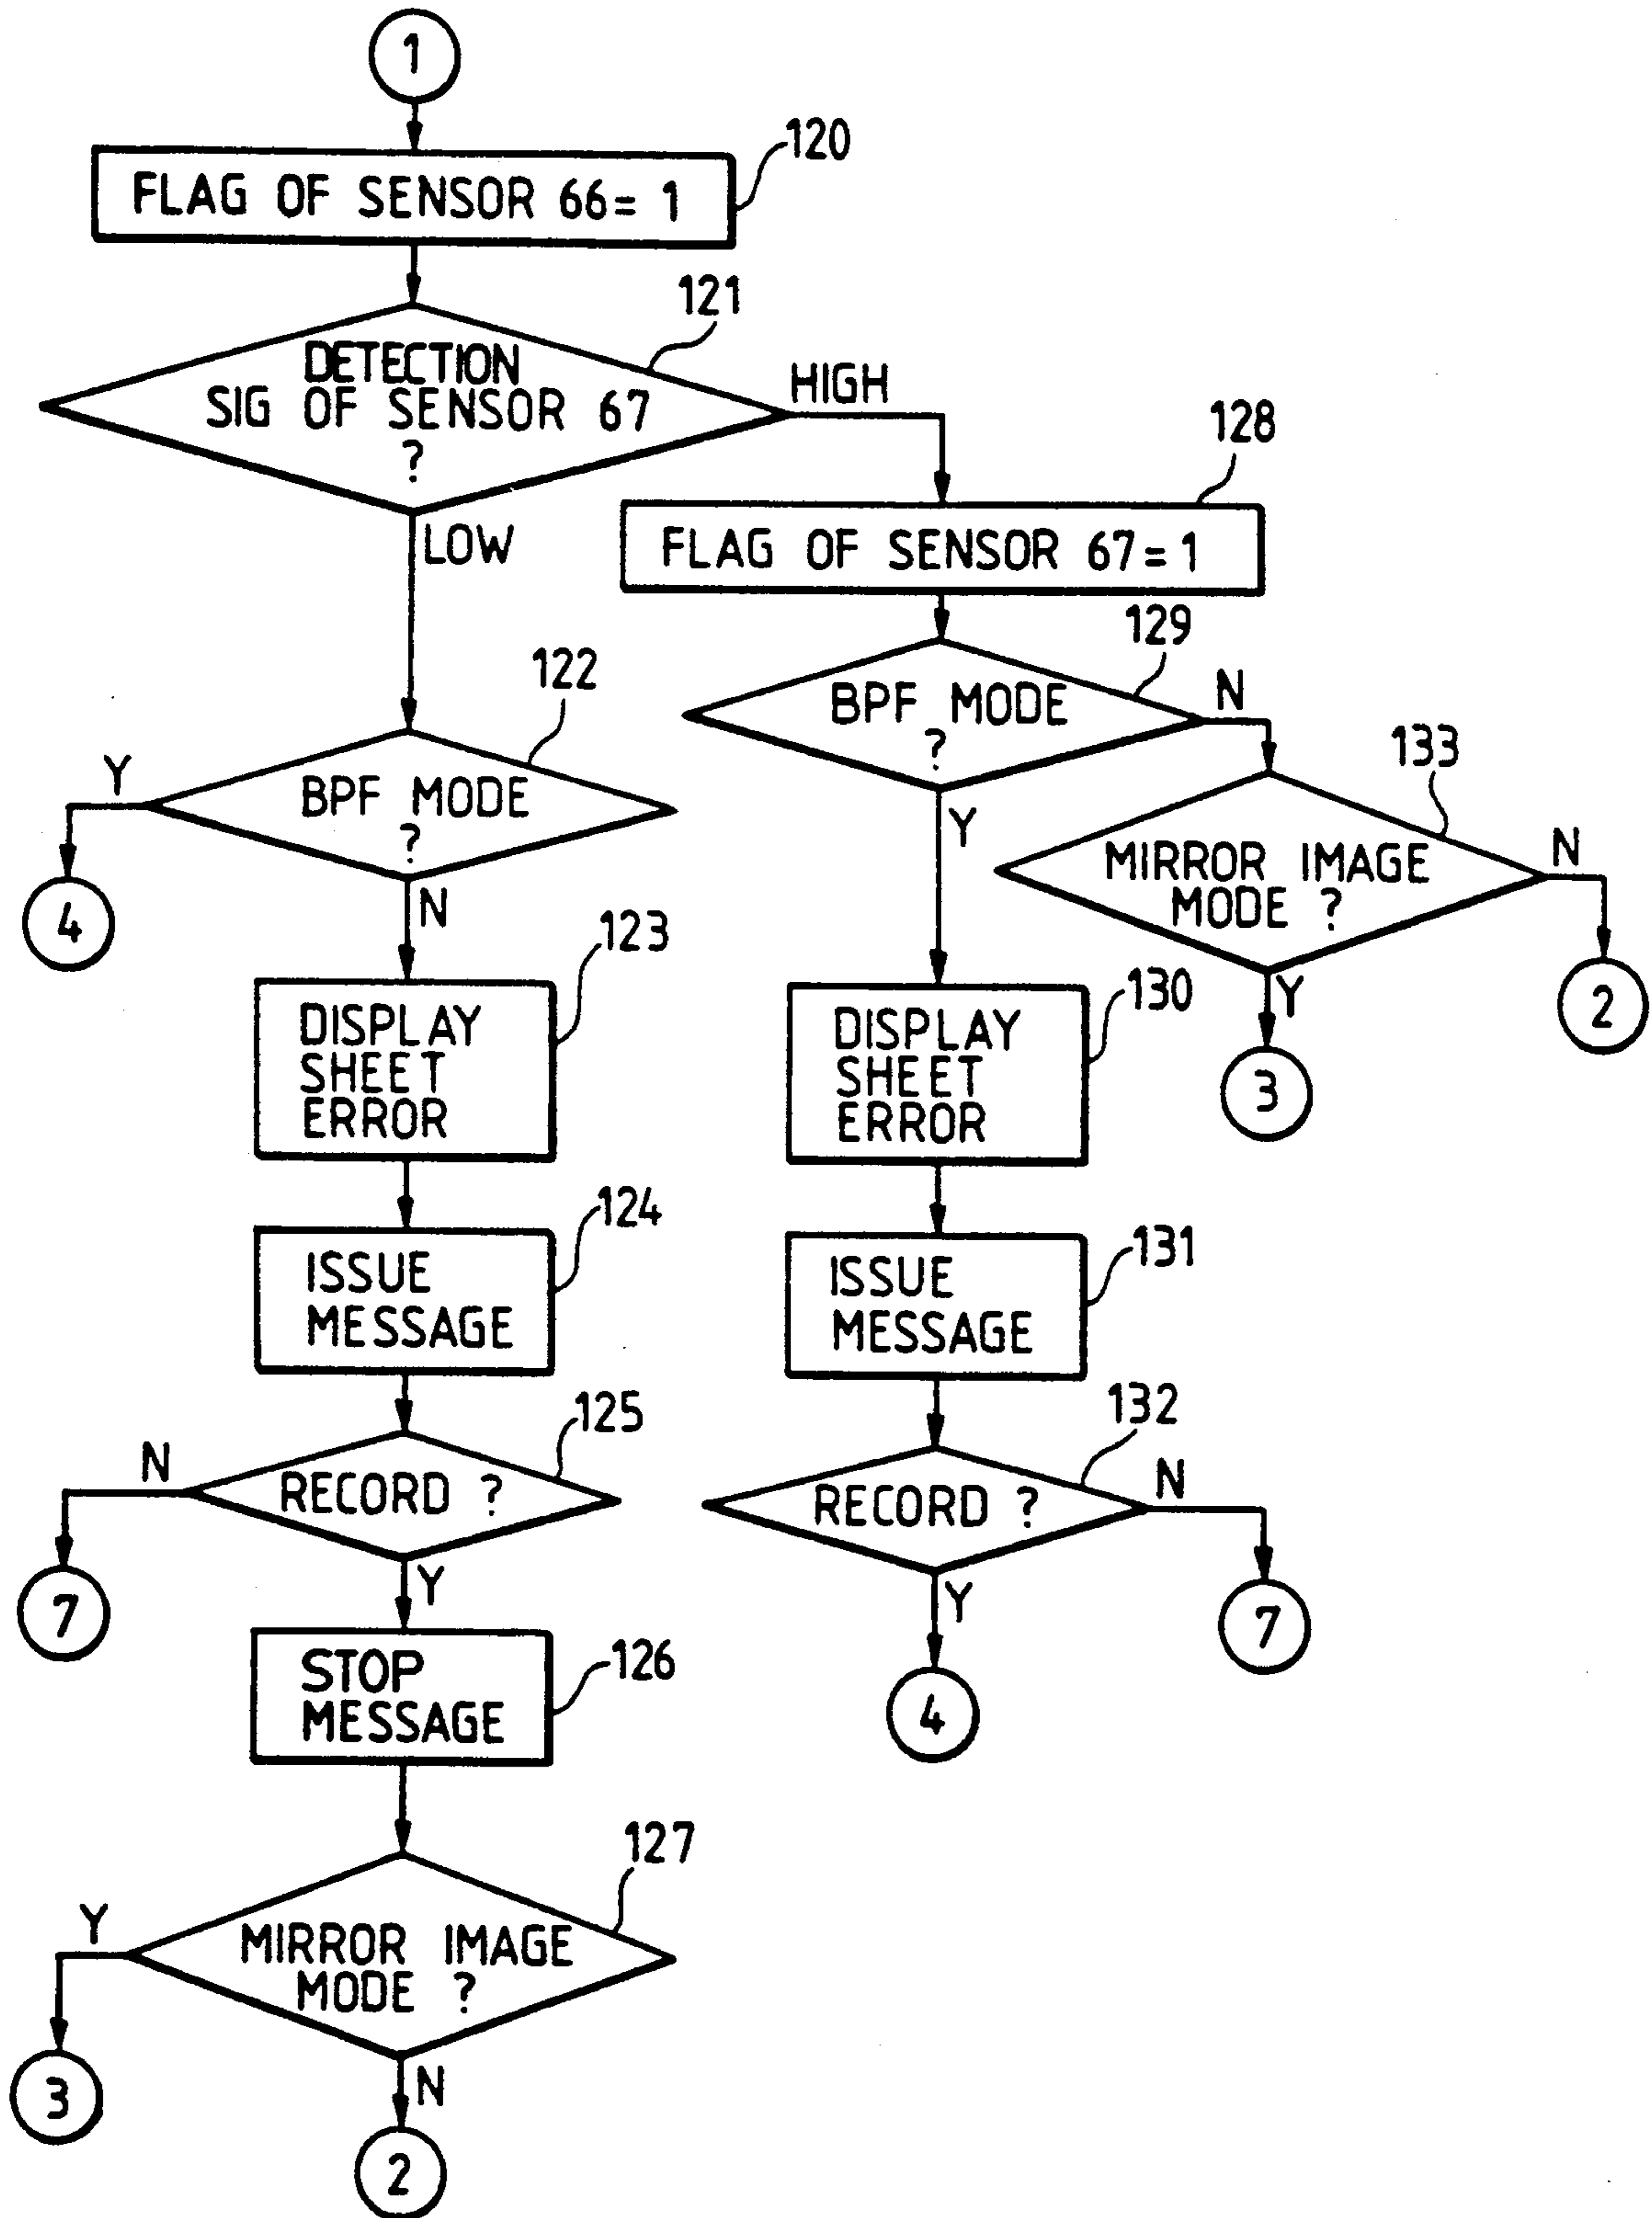 1
120
FLAG OF SENSOR 66 = 1
121
DETECTION
SIG OF SENSOR 67
?
HIGH
LOW
128
FLAG OF SENSOR 67 = 1
129
BPF MODE
?
N
Y
133
MIRROR IMAGE
MODE ?
N
2
Y
3
122
BPF MODE
?
Y
4
N
123
DISPLAY
SHEET
ERROR
130
DISPLAY
SHEET
ERROR
124
ISSUE
MESSAGE
131
ISSUE
MESSAGE
125
RECORD ?
N
7
Y
132
RECORD ?
N
7
Y
4
126
STOP
MESSAGE
127
MIRROR IMAGE
MODE ?
Y
3
N
2